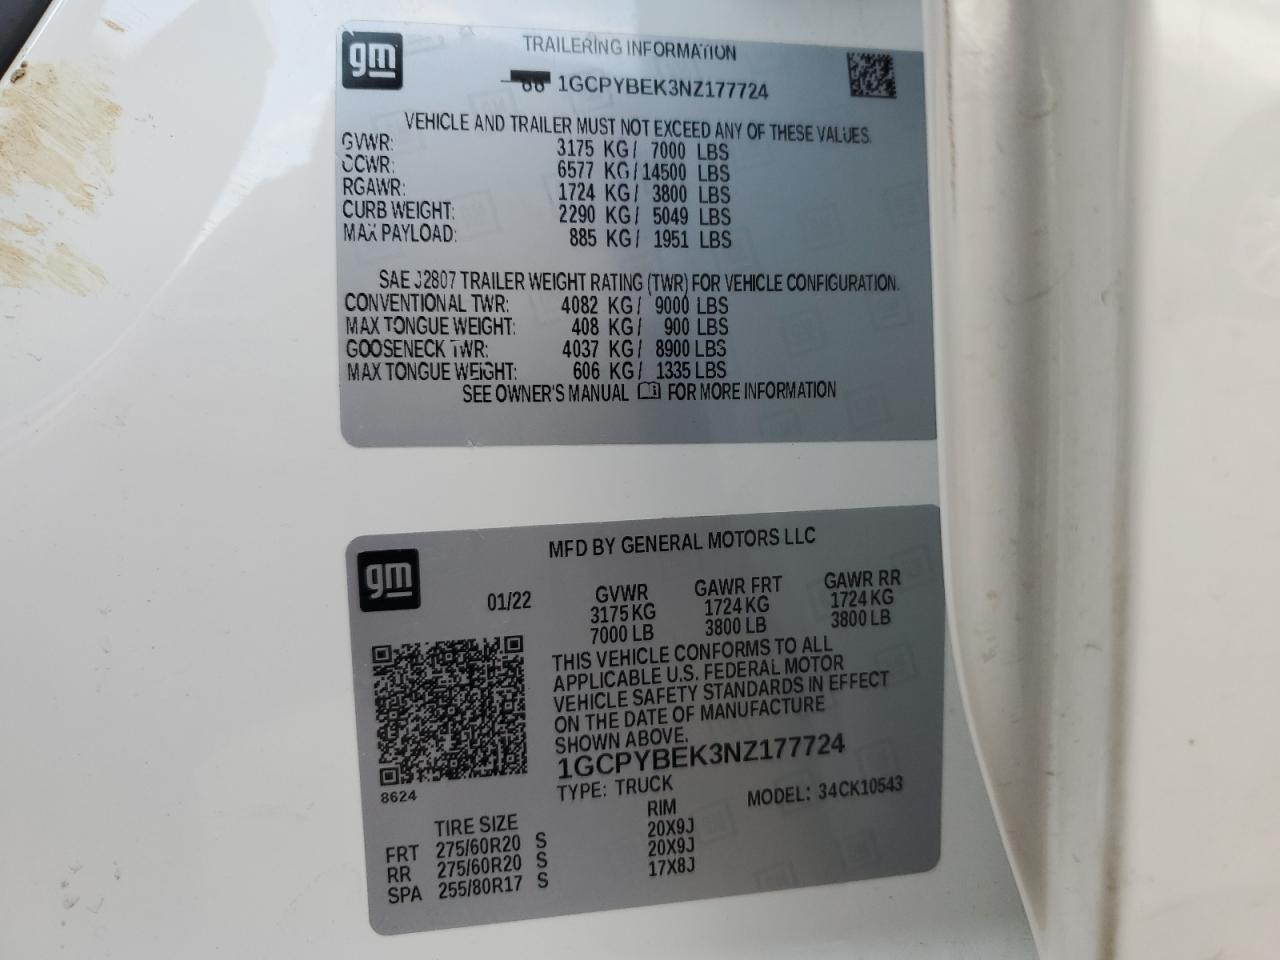 gm
TRAILERING INFORMATION
1GCPYBEK3NZ177724
VEHICLE AND TRAILER MUST NOT EXCEED ANY OF THESE VALUES.
GVWR: 3175 KG/ 7000 LBS
GCWR: 6577 KG/ 14500 LBS
RGAWR: 1724 KG/ 3800 LBS
CURB WEIGHT: 2290 KG/ 5049 LBS
MAX PAYLOAD: 885 KG/ 1951 LBS
SAE J2807 TRAILER WEIGHT RATING (TWR) FOR VEHICLE CONFIGURATION.
CONVENTIONAL TWR: 4082 KG/ 9000 LBS
MAX TONGUE WEIGHT: 408 KG/ 900 LBS
GOOSENECK TWR: 4037 KG/ 8900 LBS
MAX TONGUE WEIGHT: 606 KG/ 1335 LBS
SEE OWNER'S MANUAL FOR MORE INFORMATION
gm
MFD BY GENERAL MOTORS LLC
01/22 GVWR GAWR FRT GAWR RR
3175 KG 1724 KG 1724 KG
7000 LB 3800 LB 3800 LB
THIS VEHICLE CONFORMS TO ALL
APPLICABLE U.S. FEDERAL MOTOR
VEHICLE SAFETY STANDARDS IN EFFECT
ON THE DATE OF MANUFACTURE
SHOWN ABOVE.
1GCPYBEK3NZ177724
8624
TYPE: TRUCK MODEL: 34CK10543
TIRE SIZE RIM
FRT 275/60R20 S 20X9J
RR 275/60R20 S 20X9J
SPA 255/80R17 S 17X8J